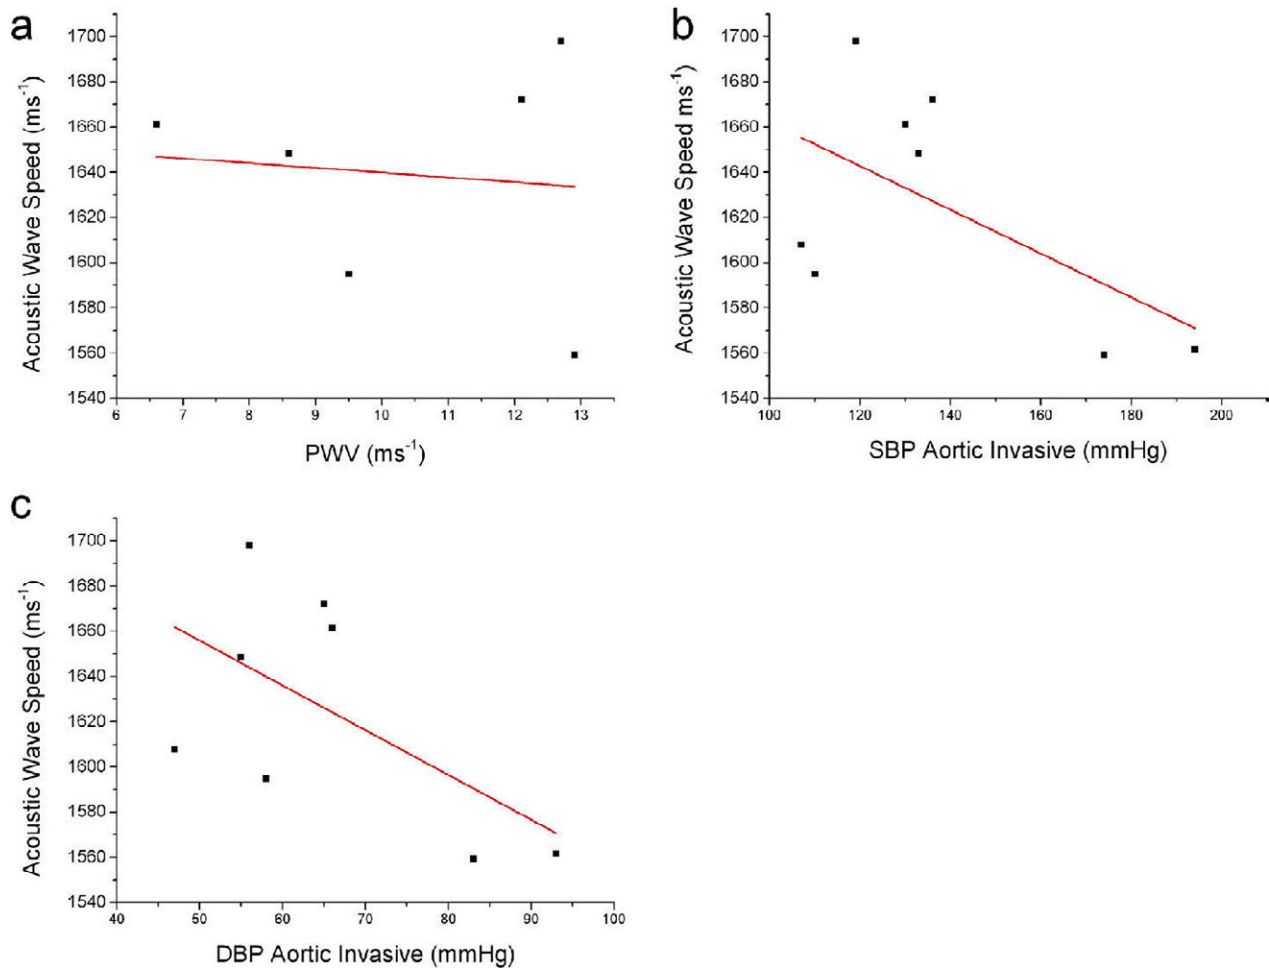 a
1700
1680
1660
1640
1620
1600
1580
1560
1540
Acoustic Wave Speed (ms⁻¹)
6 7 8 9 10 11 12 13
PWV (ms⁻¹)
b
1700
1680
1660
1640
1620
1600
1580
1560
1540
Acoustic Wave Speed ms⁻¹)
100 120 140 160 180 200
SBP Aortic Invasive (mmHg)
c
1700
1680
1660
1640
1620
1600
1580
1560
1540
Acoustic Wave Speed (ms⁻¹)
40 50 60 70 80 90 100
DBP Aortic Invasive (mmHg)